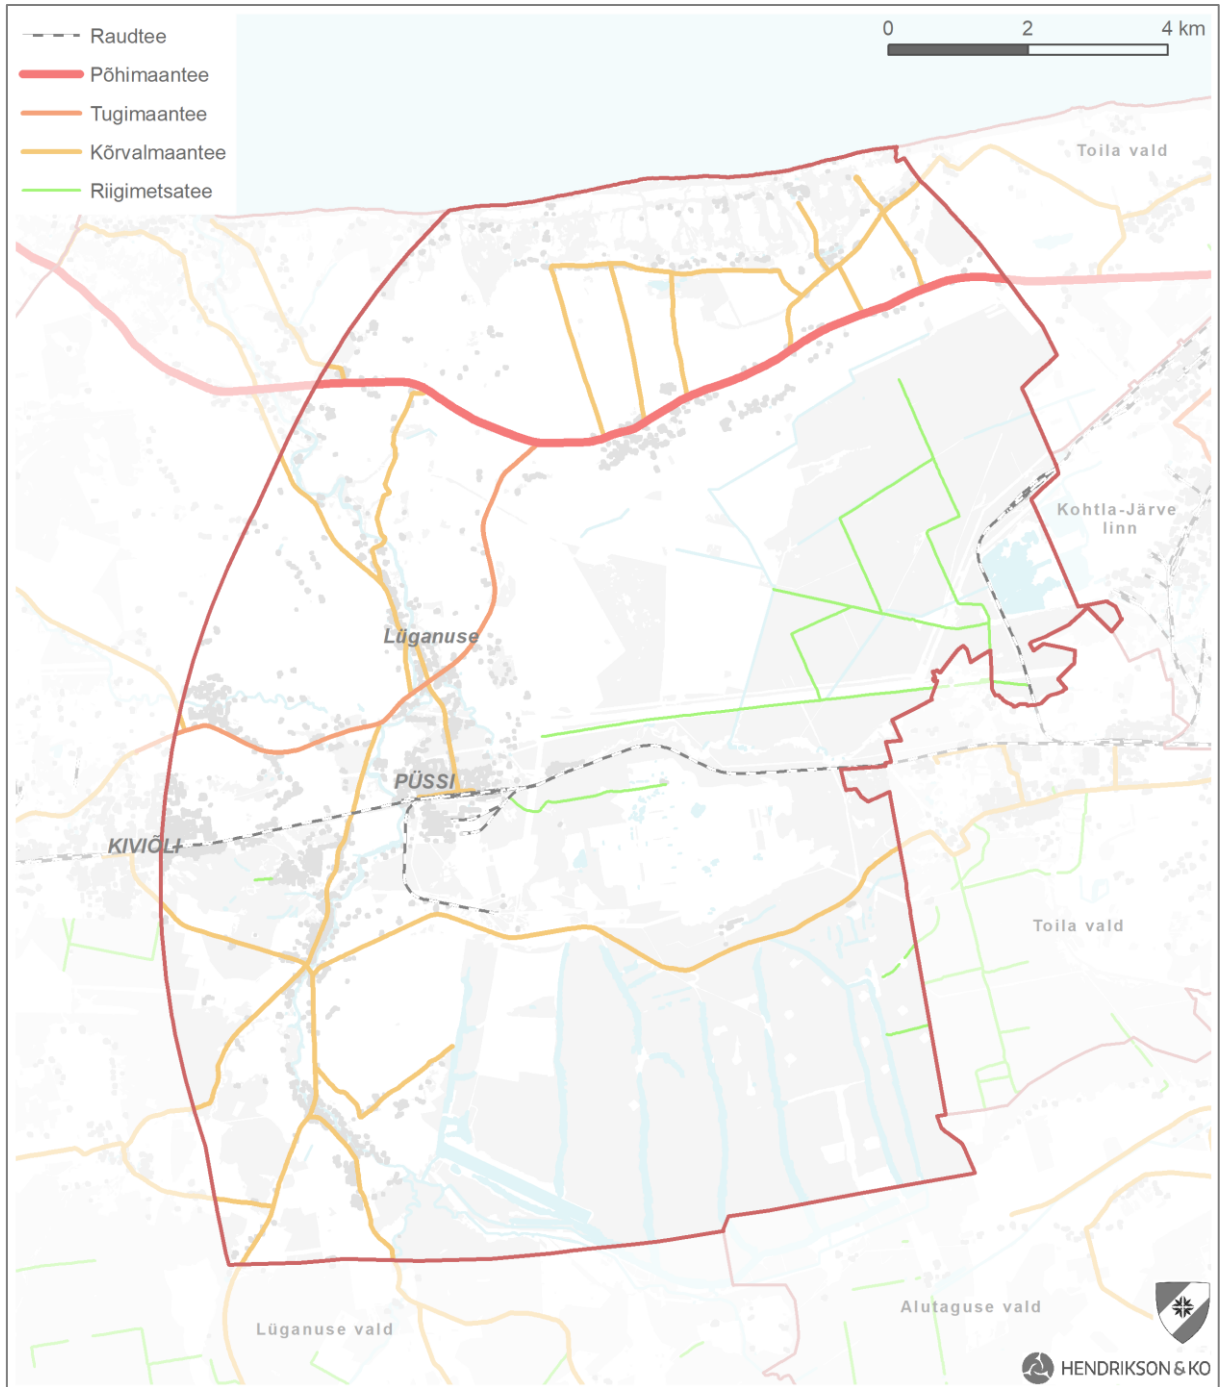 Raudtee
Põhimaantee
Tugimaantee
Kõrvalmaantee
Riigimetsatee
0 2 4 km
Toila vald
Kohtla-Järve
linn
Lüganuse
PÜSSI
KIVIÕLI
Toila vald
Alutaguse vald
Lüganuse vald
HENDRIKSON & KO